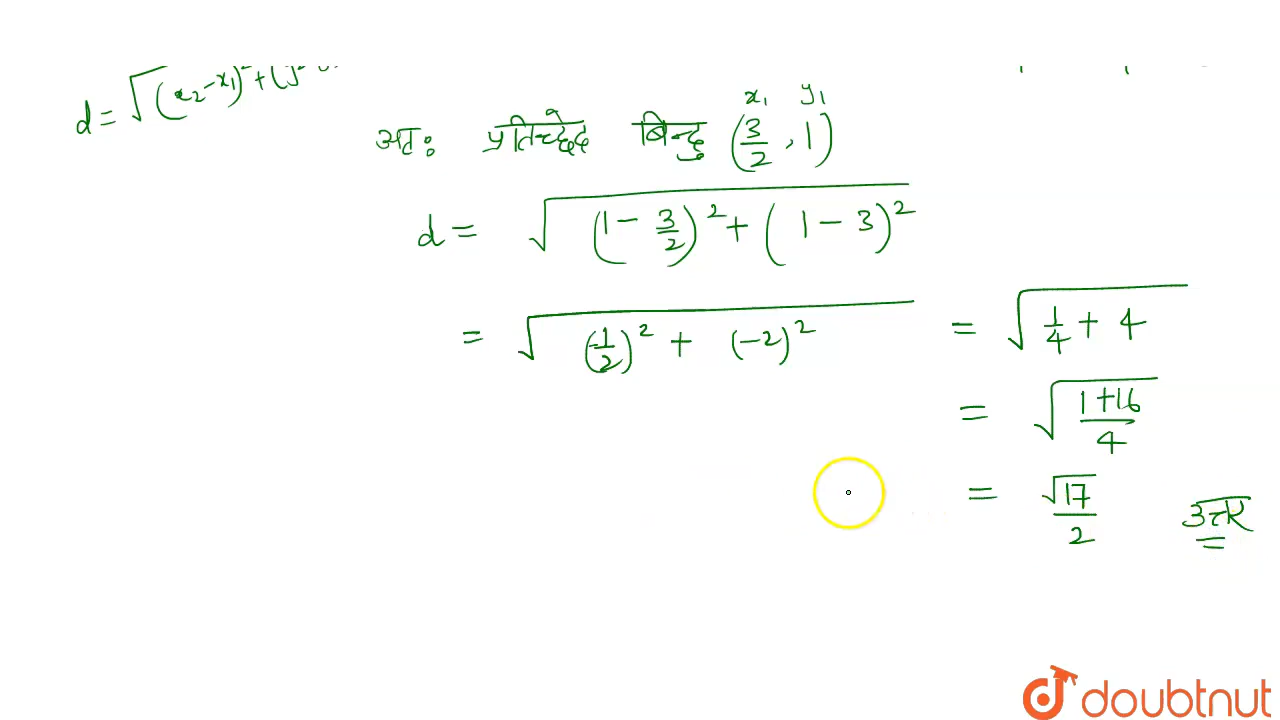 d = √(x₂ - x₁)² + (
x₁ y₁
अतः प्रतिच्छेद बिन्दु (3/2, 1)
d = √(1 - 3/2)² + (1 - 3)²
= √(-1/2)² + (-2)² = √1/4 + 4
= √(1+16)/4
= √17/2 उत्तर
doubtnut